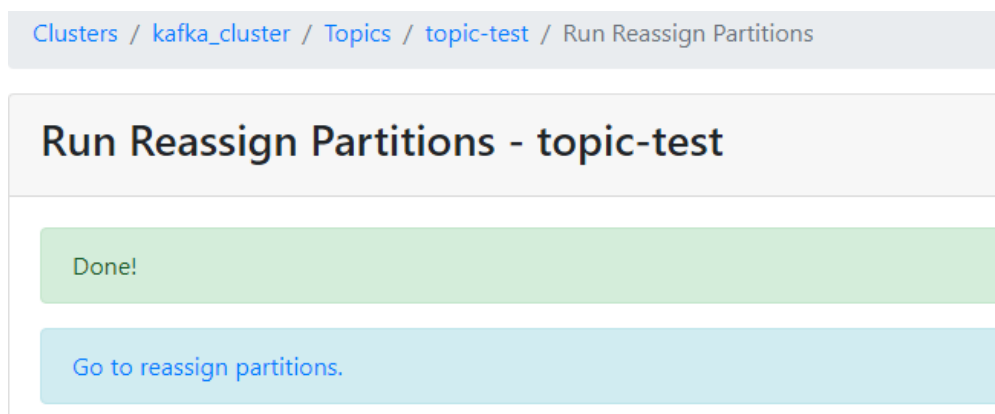 Clusters / kafka_cluster / Topics / topic-test / Run Reassign Partitions
Run Reassign Partitions - topic-test
Done!
Go to reassign partitions.